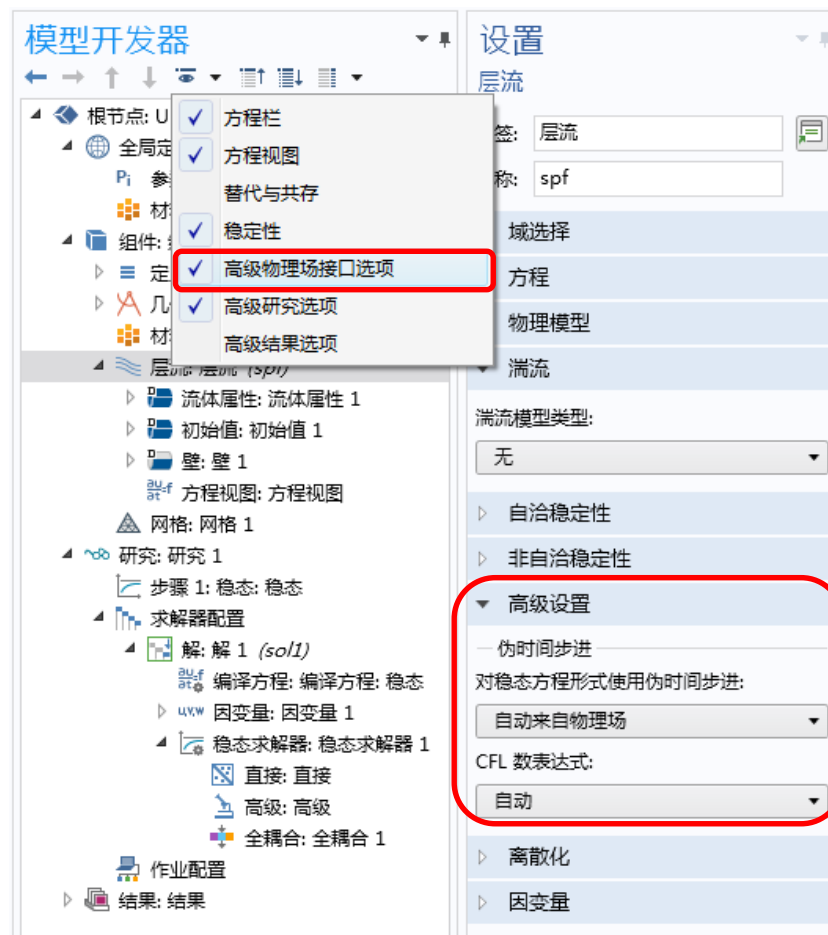 模型开发器
根节点: U
全局定
Pi 参
材
组件:
定
几
材
层流: 层流 (spf)
流体属性: 流体属性 1
初始值: 初始值 1
壁: 壁 1
方程视图: 方程视图
网格: 网格 1
研究: 研究 1
步骤 1: 稳态: 稳态
求解器配置
解: 解 1 (sol1)
编译方程: 编译方程: 稳态
u,v,w 因变量: 因变量 1
稳态求解器: 稳态求解器 1
直接: 直接
高级: 高级
全耦合: 全耦合 1
作业配置
结果: 结果
方程栏
方程视图
替代与共存
稳定性
高级物理场接口选项
高级研究选项
高级结果选项
设置
层流
签: 层流
称: spf
域选择
方程
物理模型
湍流
湍流模型类型:
无
自洽稳定性
非自洽稳定性
高级设置
伪时间步进
对稳态方程形式使用伪时间步进:
自动来自物理场
CFL 数表达式:
自动
离散化
因变量